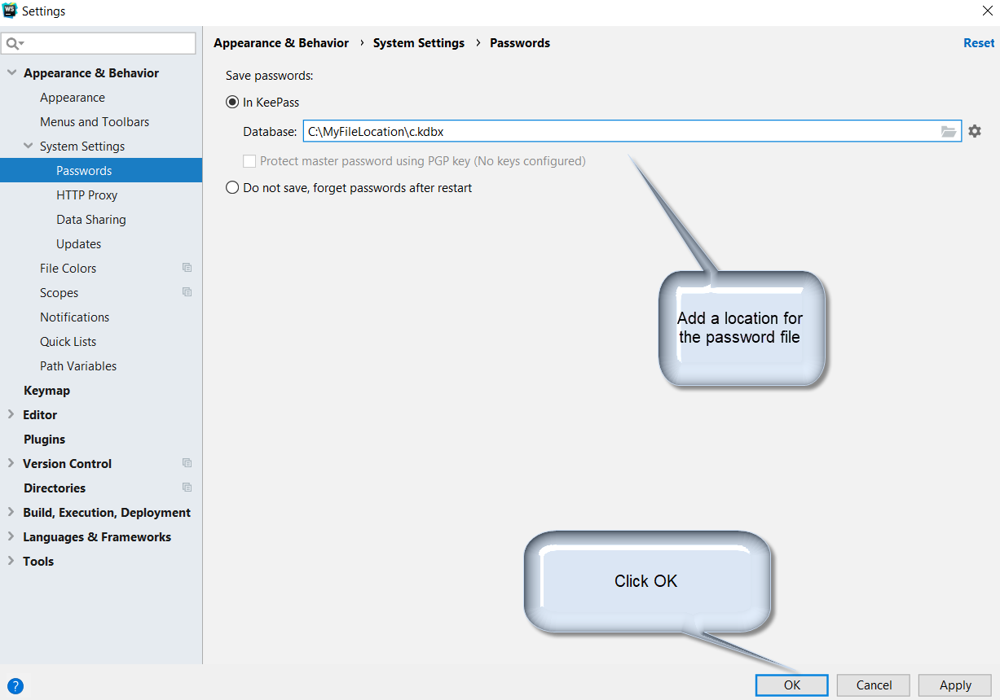 WS Settings
Appearance & Behavior › System Settings › Passwords Reset
Appearance & Behavior
Appearance
Menus and Toolbars
System Settings
Passwords
HTTP Proxy
Data Sharing
Updates
File Colors
Scopes
Notifications
Quick Lists
Path Variables
Keymap
Editor
Plugins
Version Control
Directories
Build, Execution, Deployment
Languages & Frameworks
Tools
Save passwords:
In KeePass
Database: C:\MyFileLocation\c.kdbx
Protect master password using PGP key (No keys configured)
Do not save, forget passwords after restart
Add a location for
the password file
Click OK
?
OK Cancel Apply